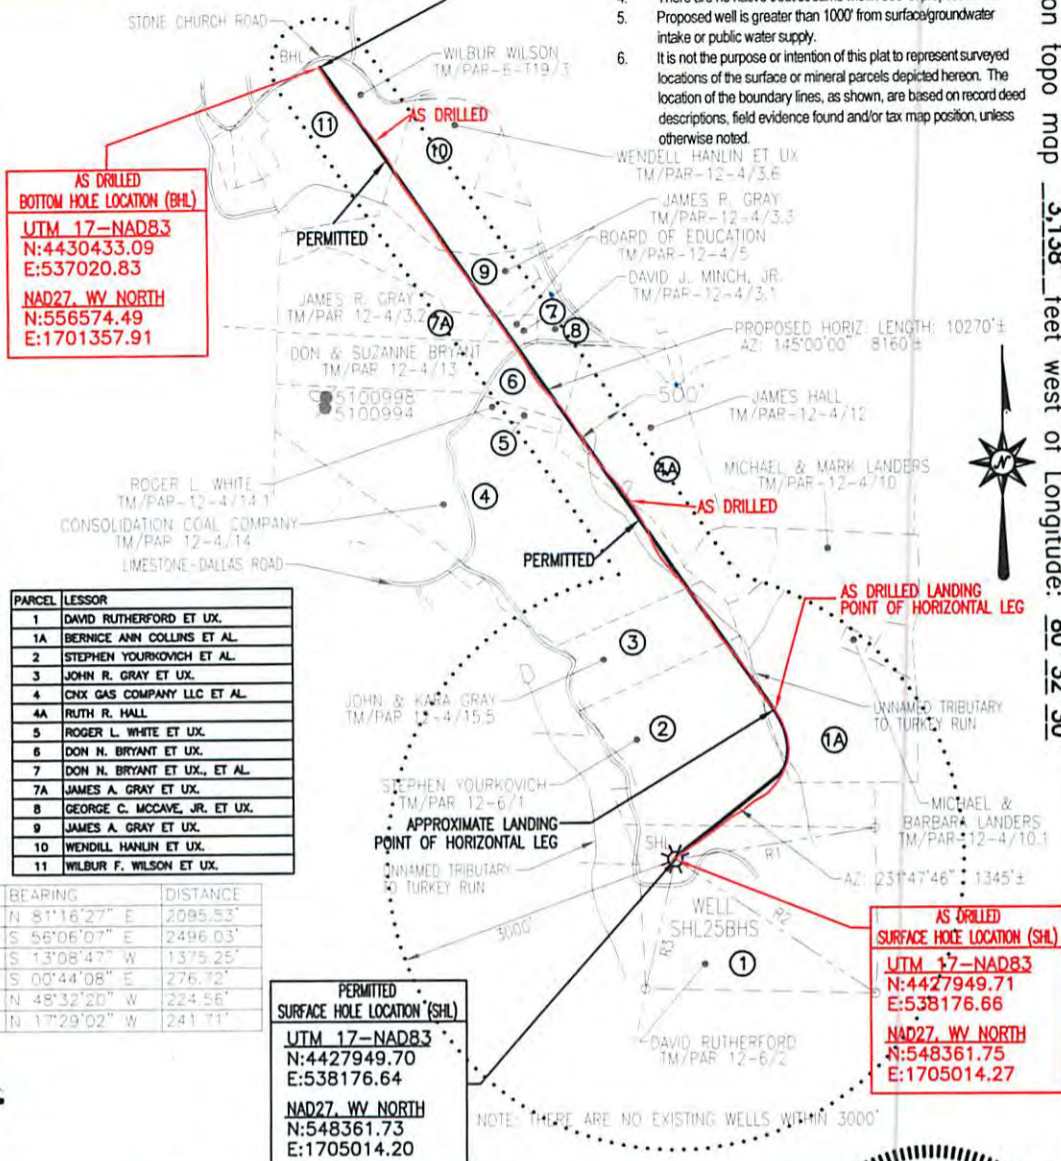 4.
5. Proposed well is greater than 1000' from surface/groundwater
intake or public water supply.
6. It is not the purpose or intention of this plat to represent surveyed
locations of the surface or mineral parcels depicted hereon. The
location of the boundary lines, as shown, are based on record deed
descriptions, field evidence found and/or tax map position, unless
otherwise noted.
on topo map 3,138 feet west of Longitude: 80 32 30
STONE CHURCH ROAD
BHL
WILBUR WILSON
TM/PAR-6-T19/3
AS DRILLED
11
10
WENDELL HANLIN ET UX
TM/PAR-12-4/3.6
AS DRILLED
BOTTOM HOLE LOCATION (BHL)
UTM 17-NAD83
N:4430433.09
E:537020.83
NAD27, WV NORTH
N:556574.49
E:1701357.91
PERMITTED
JAMES R. GRAY
TM/PAR-12-4/3.3
BOARD OF EDUCATION
TM/PAR-12-4/5
9
DAVID J. MINCH, JR.
TM/PAR-12-4/3.1
JAMES R. GRAY
TM/PAR 12-4/3.2
7A
7
8
PROPOSED HORIZ. LENGTH: 10270'±
AZ: 145°00'00" 8160'±
DON & SUZANNE BRYANT
TM/PAR 12-4/13
6
5100998
5100994
500'
JAMES HALL
TM/PAR-12-4/12
5
4A
MICHAEL & MARK LANDERS
TM/PAR-12-4/10
N
ROGER L. WHITE
TM/PAR-12-4/14.1
4
AS DRILLED
CONSOLIDATION COAL COMPANY
TM/PAR 12-4/14
PERMITTED
LIMESTONE-DALLAS ROAD
AS DRILLED LANDING
POINT OF HORIZONTAL LEG
PARCEL LESSOR
1 DAVID RUTHERFORD ET UX.
1A BERNICE ANN COLLINS ET AL.
2 STEPHEN YOURKOVICH ET AL.
3 JOHN R. GRAY ET UX.
4 CNX GAS COMPANY LLC ET AL.
4A RUTH R. HALL
5 ROGER L. WHITE ET UX.
6 DON N. BRYANT ET UX.
7 DON N. BRYANT ET UX., ET AL.
7A JAMES A. GRAY ET UX.
8 GEORGE C. MCCAVE, JR. ET UX.
9 JAMES A. GRAY ET UX.
10 WENDILL HANLIN ET UX.
11 WILBUR F. WILSON ET UX.
3
JOHN & KARA GRAY
TM/PAR 12-4/15.5
UNNAMED TRIBUTARY
TO TURKEY RUN
2
1A
STEPHEN YOURKOVICH
TM/PAR 12-6/1
APPROXIMATE LANDING
POINT OF HORIZONTAL LEG
MICHAEL &
BARBARA LANDERS
TM/PAR-12-4/10.1
UNNAMED TRIBUTARY
TO TURKEY RUN
SHL
R1
AZ: 231°47'46" 1345'±
BEARING DISTANCE
N 81°16'27" E 2095.53'
S 56°06'07" E 2496.03'
S 13°08'47" W 1375.25'
S 00°44'08" E 276.72'
N 48°32'20" W 224.56'
N 17°29'02" W 241.71'
3000'
WELL
SHL25BHS
R2
R3
1
AS DRILLED
SURFACE HOLE LOCATION (SHL)
UTM 17-NAD83
N:4427949.71
E:538176.66
NAD27, WV NORTH
N:548361.75
E:1705014.27
PERMITTED
SURFACE HOLE LOCATION (SHL)
UTM 17-NAD83
N:4427949.70
E:538176.64
NAD27, WV NORTH
N:548361.73
E:1705014.20
DAVID RUTHERFORD
TM/PAR 12-6/2
NOTE: THERE ARE NO EXISTING WELLS WITHIN 3000'